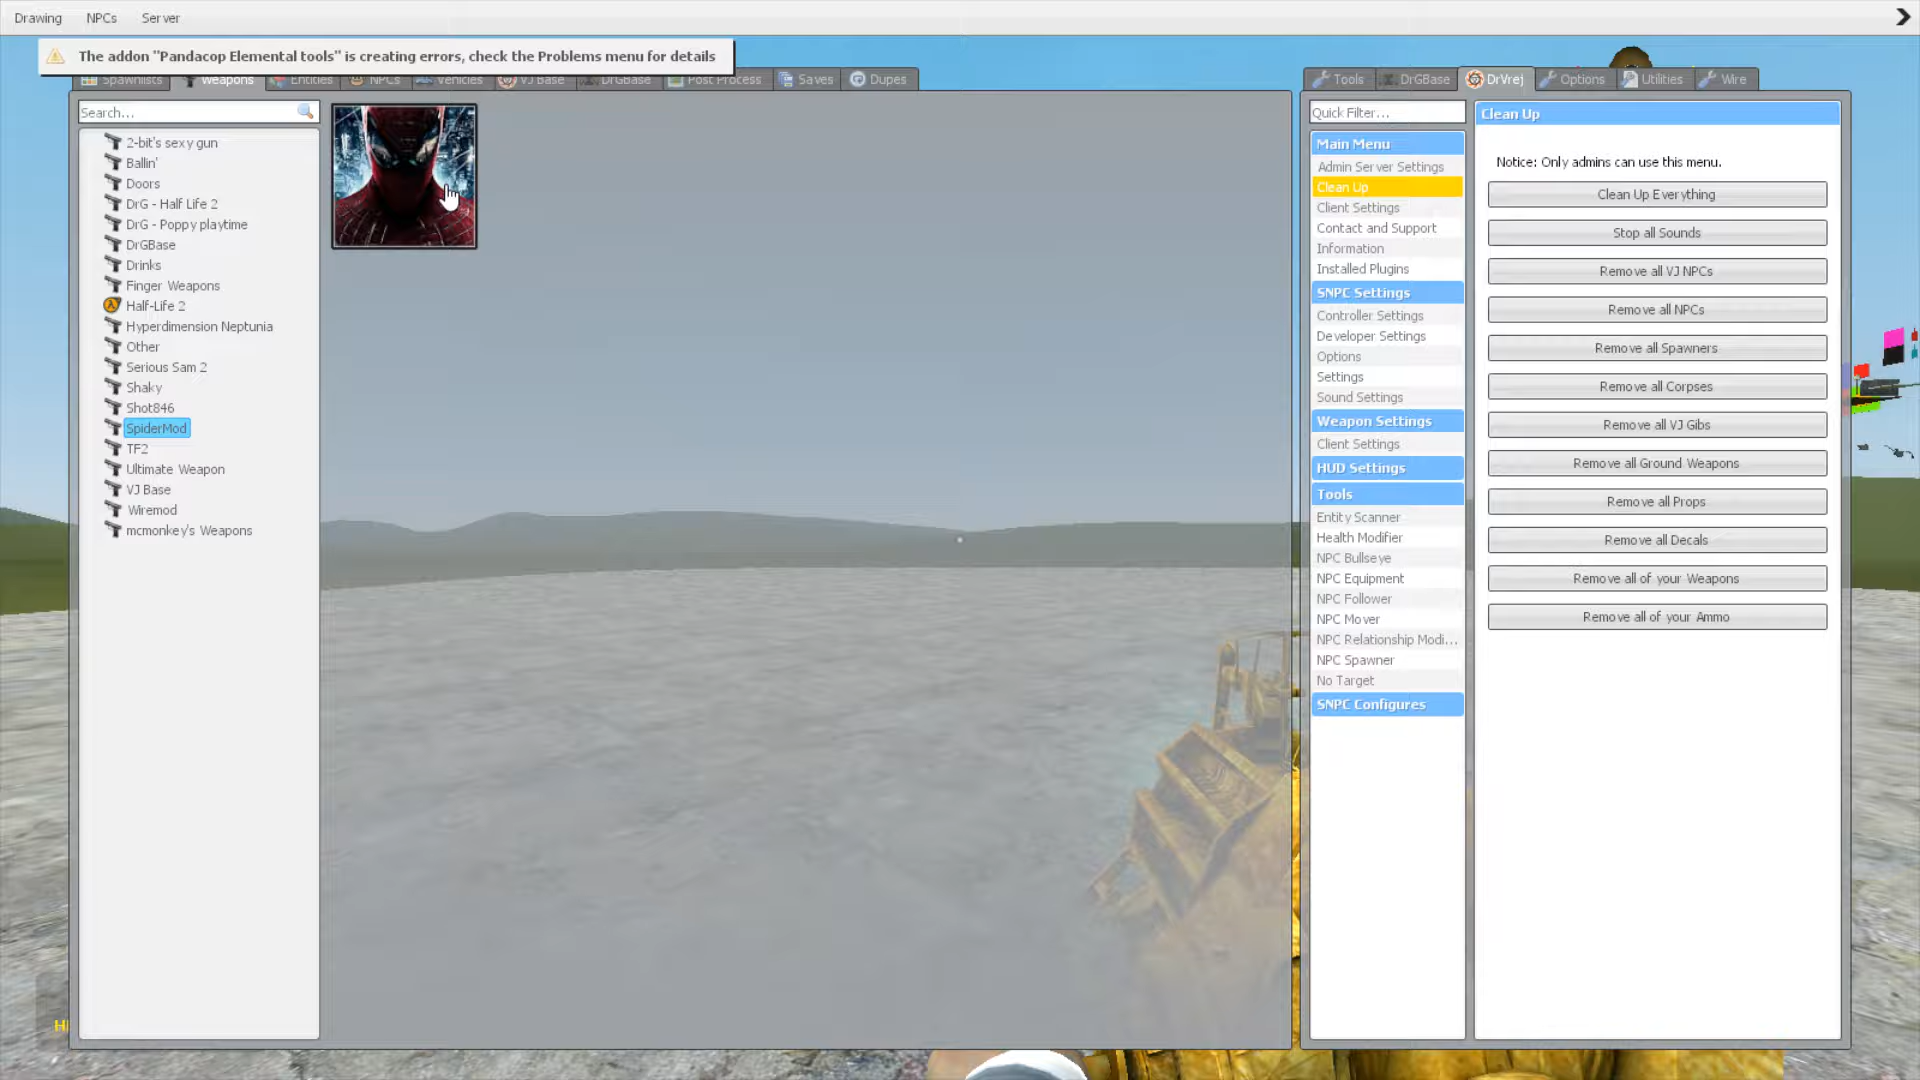 Drawing NPCs Server
The addon "Pandacop Elemental tools" is creating errors, check the Problems menu for details
Spawnlists Weapons Entities NPCs Vehicles VJ Base DrGBase Post Process Saves Dupes
Tools DrGBase DrVrej Options Utilities Wire
Search...
2-bit's sexy gun
Ballin'
Doors
DrG - Half Life 2
DrG - Poppy playtime
DrGBase
Drinks
Finger Weapons
Half-Life 2
Hyperdimension Neptunia
Other
Serious Sam 2
Shaky
Shot846
SpiderMod
TF2
Ultimate Weapon
VJ Base
Wiremod
mcmonkey's Weapons
Quick Filter...
Main Menu
Admin Server Settings
Clean Up
Client Settings
Contact and Support
Information
Installed Plugins
SNPC Settings
Controller Settings
Developer Settings
Options
Settings
Sound Settings
Weapon Settings
Client Settings
HUD Settings
Tools
Entity Scanner
Health Modifier
NPC Bullseye
NPC Equipment
NPC Follower
NPC Mover
NPC Relationship Modi...
NPC Spawner
No Target
SNPC Configures
Clean Up
Notice: Only admins can use this menu.
Clean Up Everything
Stop all Sounds
Remove all VJ NPCs
Remove all NPCs
Remove all Spawners
Remove all Corpses
Remove all VJ Gibs
Remove all Ground Weapons
Remove all Props
Remove all Decals
Remove all of your Weapons
Remove all of your Ammo